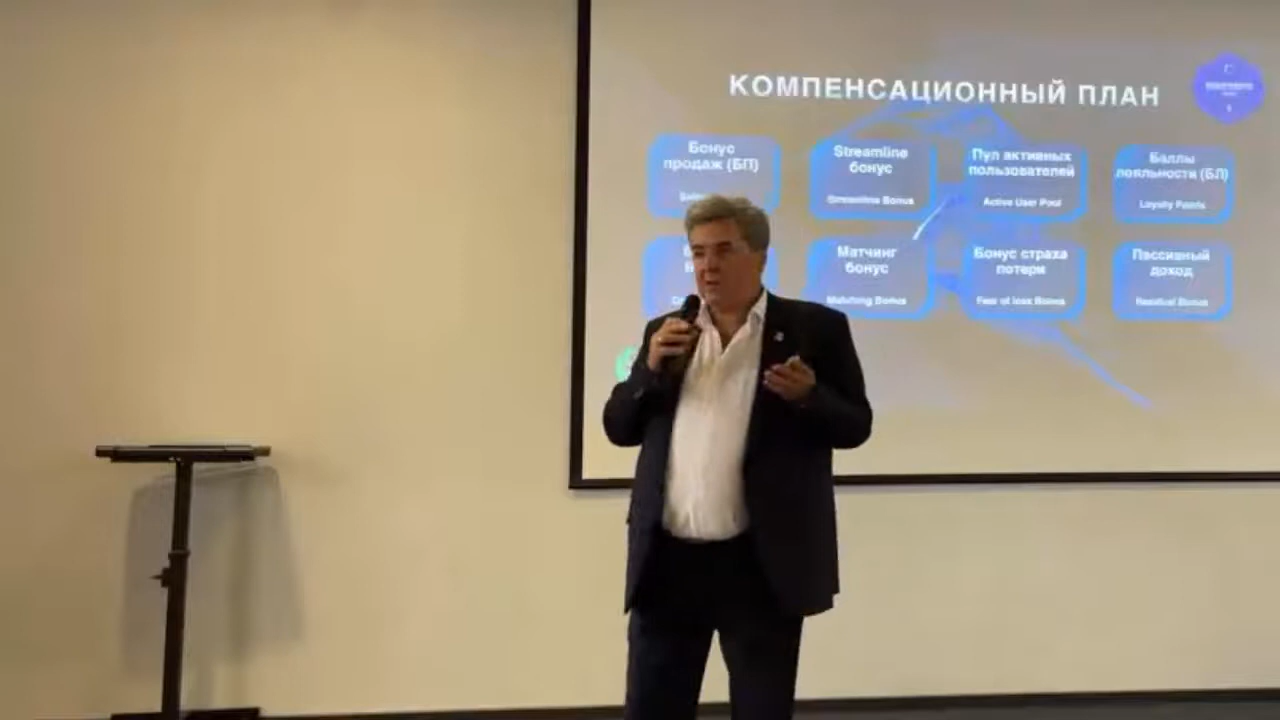 КОМПЕНСАЦИОННЫЙ ПЛАН
Бонус
продаж (БП)
Streamline
бонус
Streamline Bonus
Пул активных
пользователей
Active User Pool
Баллы
лояльности (БЛ)
Loyalty Points
Матчинг
бонус
Matching Bonus
Бонус страха
потери
Fear of loss Bonus
Пассивный
доход
Residual Bonus